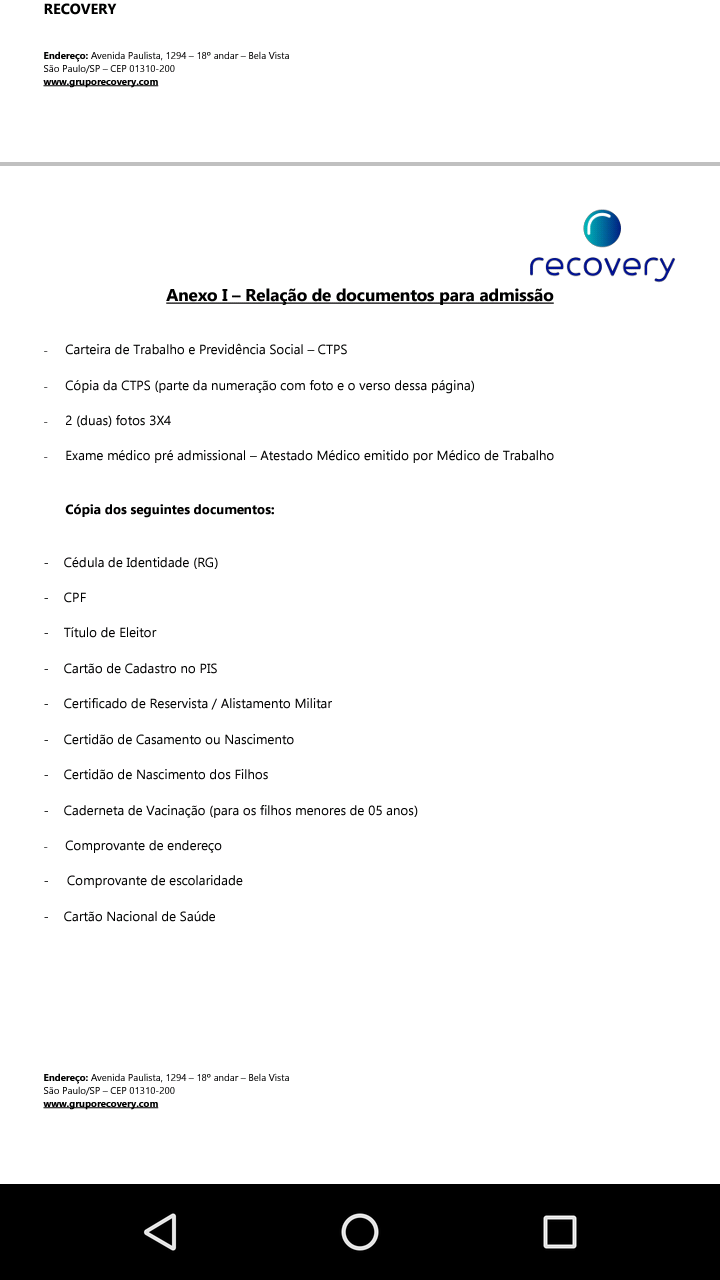 RECOVERY
Endereço: Avenida Paulista, 1294 – 18º andar – Bela Vista
São Paulo/SP – CEP 01310-200
www.gruporecovery.com
recovery
Anexo I – Relação de documentos para admissão
- Carteira de Trabalho e Previdência Social – CTPS
- Cópia da CTPS (parte da numeração com foto e o verso dessa página)
- 2 (duas) fotos 3X4
- Exame médico pré admissional – Atestado Médico emitido por Médico de Trabalho
Cópia dos seguintes documentos:
- Cédula de Identidade (RG)
- CPF
- Título de Eleitor
- Cartão de Cadastro no PIS
- Certificado de Reservista / Alistamento Militar
- Certidão de Casamento ou Nascimento
- Certidão de Nascimento dos Filhos
- Caderneta de Vacinação (para os filhos menores de 05 anos)
- Comprovante de endereço
- Comprovante de escolaridade
- Cartão Nacional de Saúde
Endereço: Avenida Paulista, 1294 – 18º andar – Bela Vista
São Paulo/SP – CEP 01310-200
www.gruporecovery.com